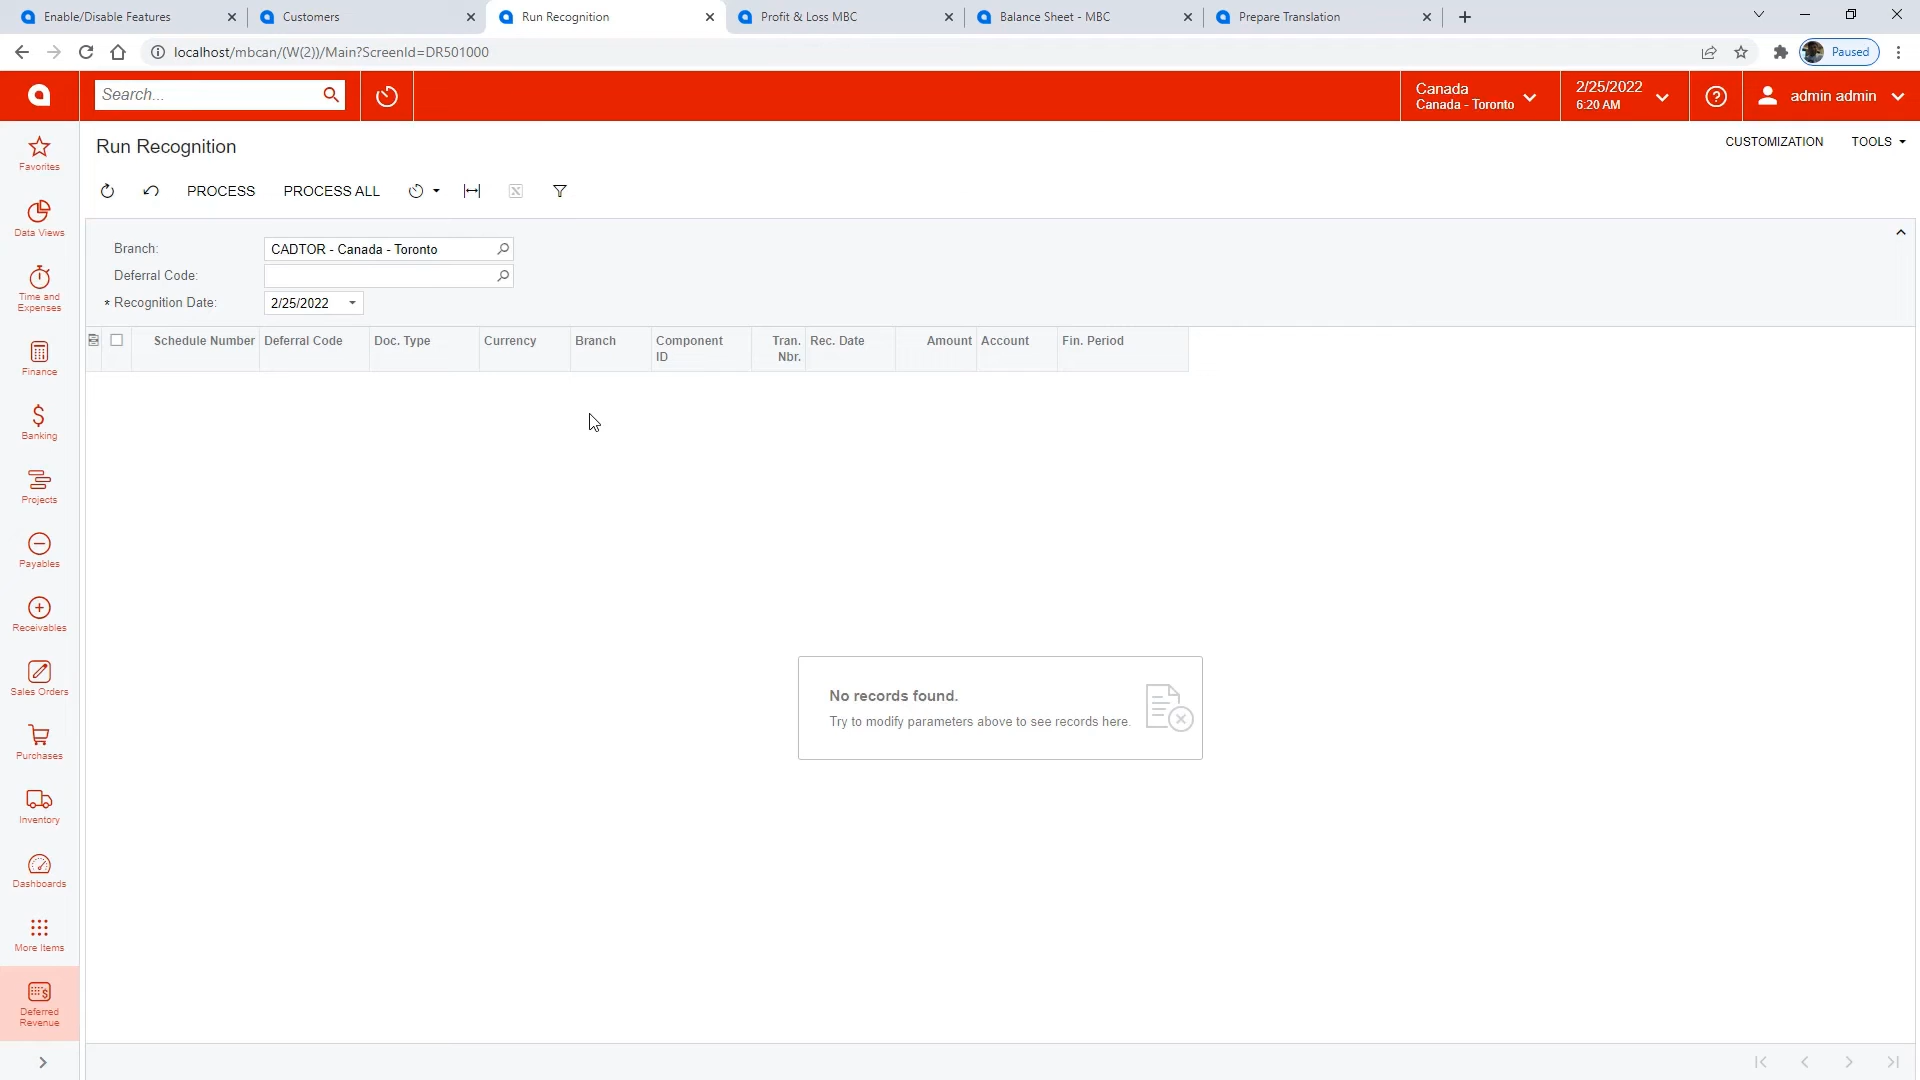 Enable/Disable Features
Customers
Run Recognition
Profit & Loss MBC
Balance Sheet - MBC
Prepare Translation
localhost/mbcan/(W(2))/Main?ScreenId=DR501000
Paused
Search...
Canada
Canada - Toronto
2/25/2022
6:20 AM
admin admin
Favorites
Data Views
Time and
Expenses
Finance
Banking
Projects
Payables
Receivables
Sales Orders
Purchases
Inventory
Dashboards
More Items
Deferred
Revenue
Run Recognition
CUSTOMIZATION
TOOLS
PROCESS
PROCESS ALL
Branch:
CADTOR - Canada - Toronto
Deferral Code:
* Recognition Date:
2/25/2022
Schedule Number
Deferral Code
Doc. Type
Currency
Branch
Component
ID
Tran.
Nbr.
Rec. Date
Amount
Account
Fin. Period
No records found.
Try to modify parameters above to see records here.